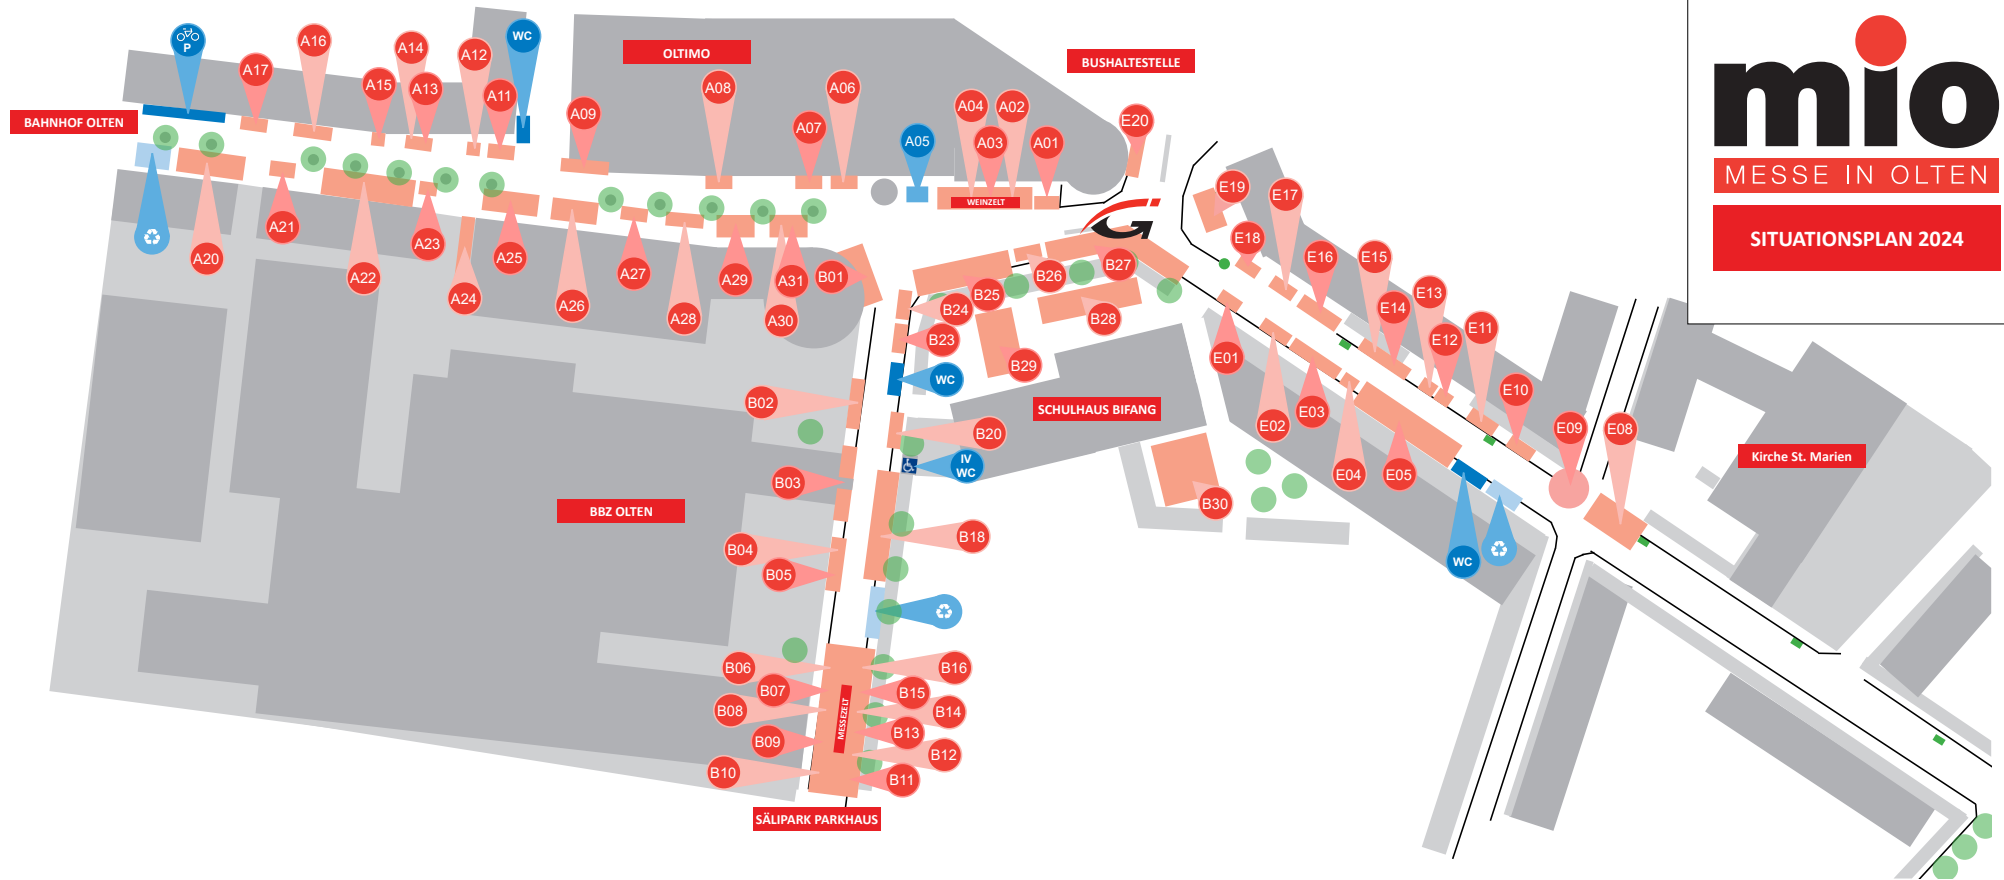 mio
MESSE IN OLTEN
SITUATIONSPLAN 2024
BAHNHOF OLTEN
P
A17
A16
A15
A14
A13
A12
A11
WC
OLTIMO
A09
A08
A07
A06
A05
A04
A03
A02
A01
WEINZELT
BUSHALTESTELLE
E20
E19
E18
E17
E16
E15
E14
E13
E12
E11
E10
E09
E08
Kirche St. Marien
A20
A21
A22
A23
A24
A25
A26
A27
A28
A29
A30
A31
B01
B25
B26
B27
B28
B24
B23
B29
WC
SCHULHAUS BIFANG
E01
E02
E03
E04
E05
WC
B02
B20
IV
WC
B03
B30
BBZ OLTEN
B04
B05
B18
B06
B07
B08
B09
B10
MESSEZELT
B16
B15
B14
B13
B12
B11
SÄLIPARK PARKHAUS